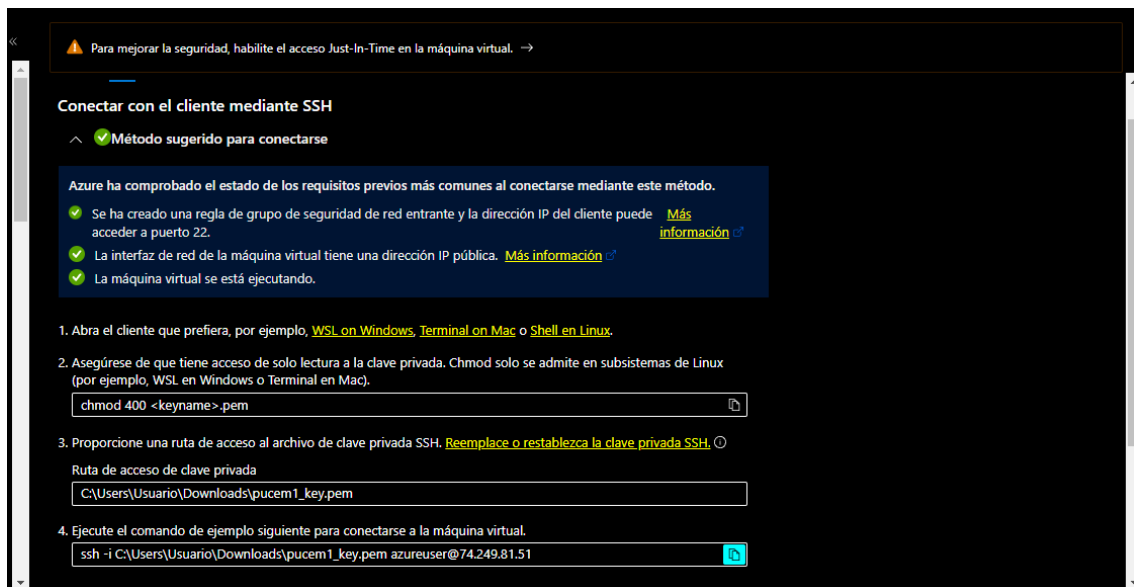 «
Para mejorar la seguridad, habilite el acceso Just-In-Time en la máquina virtual. →
Conectar con el cliente mediante SSH
Método sugerido para conectarse
Azure ha comprobado el estado de los requisitos previos más comunes al conectarse mediante este método.
Se ha creado una regla de grupo de seguridad de red entrante y la dirección IP del cliente puede Más
acceder a puerto 22. información
La interfaz de red de la máquina virtual tiene una dirección IP pública. Más información
La máquina virtual se está ejecutando.
1. Abra el cliente que prefiera, por ejemplo, WSL on Windows, Terminal on Mac o Shell en Linux.
2. Asegúrese de que tiene acceso de solo lectura a la clave privada. Chmod solo se admite en subsistemas de Linux
(por ejemplo, WSL en Windows o Terminal en Mac).
chmod 400 <keyname>.pem
3. Proporcione una ruta de acceso al archivo de clave privada SSH. Reemplace o restablezca la clave privada SSH.
Ruta de acceso de clave privada
C:\Users\Usuario\Downloads\pucem1_key.pem
4. Ejecute el comando de ejemplo siguiente para conectarse a la máquina virtual.
ssh -i C:\Users\Usuario\Downloads\pucem1_key.pem azureuser@74.249.81.51